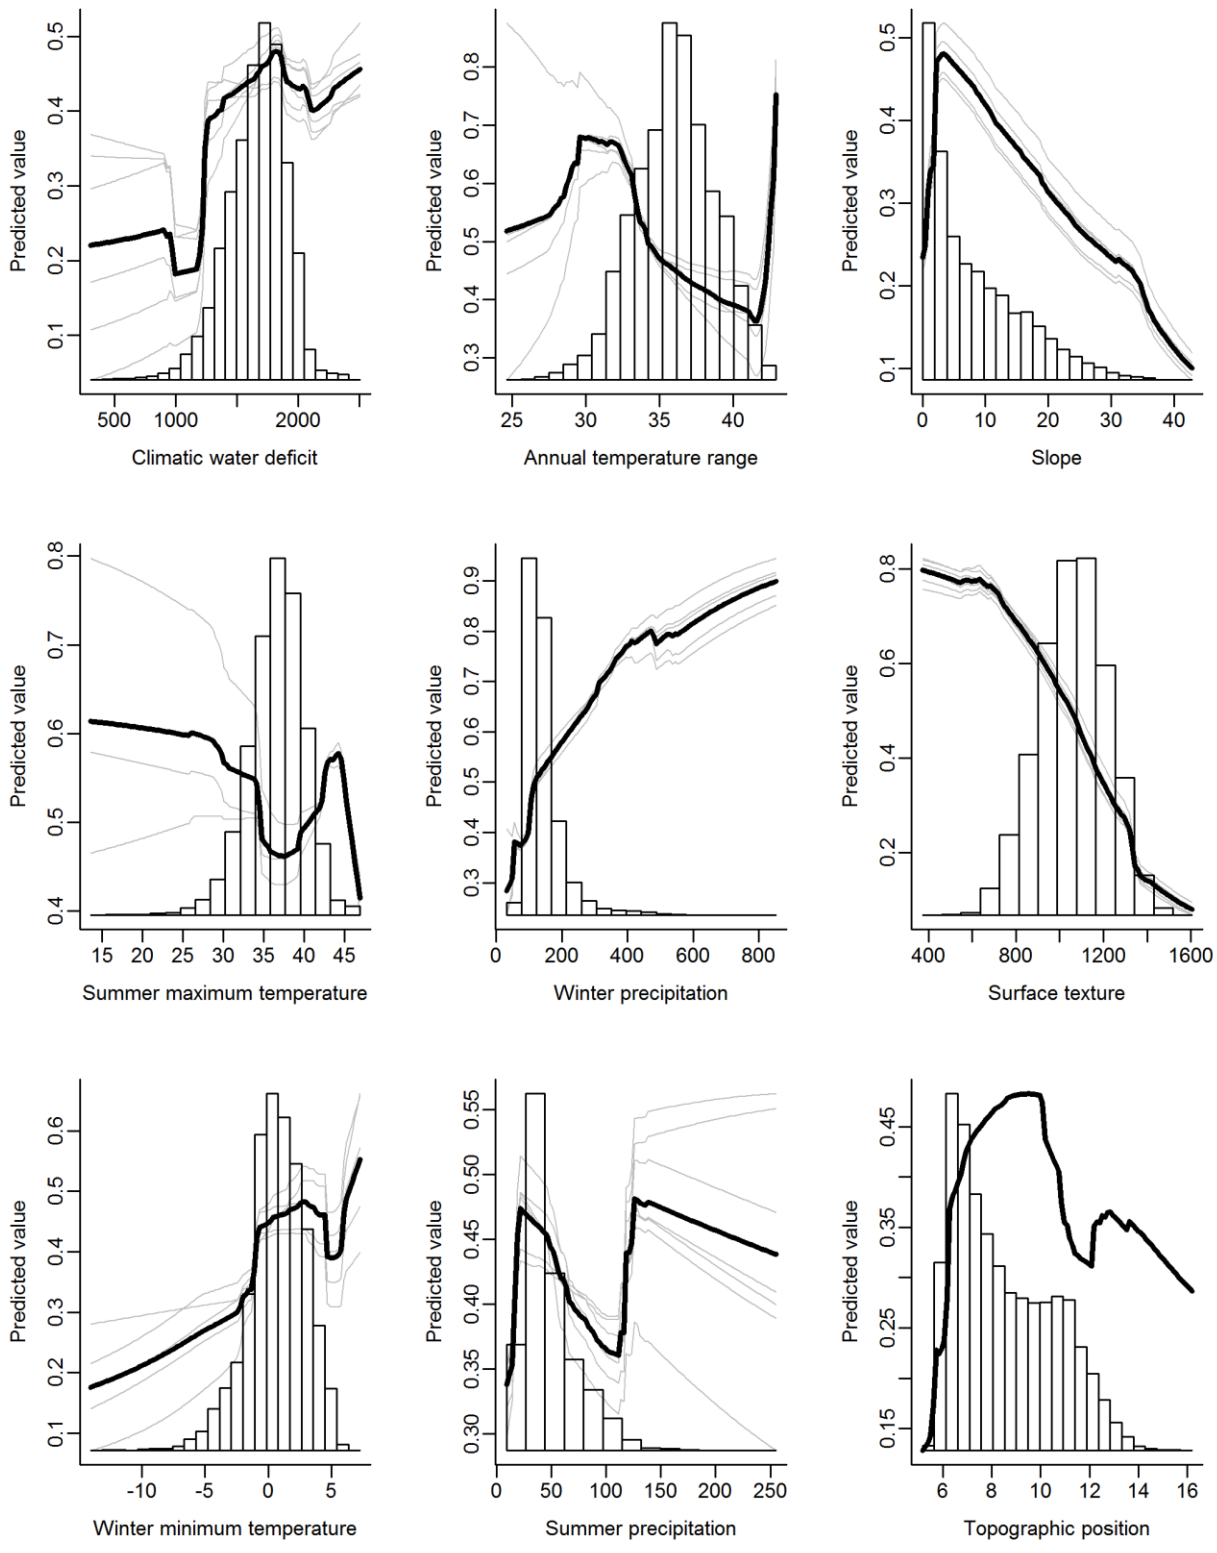 Predicted value
0.1 0.2 0.3 0.4 0.5
500 1000 2000
Climatic water deficit
Predicted value
0.3 0.4 0.5 0.6 0.7 0.8
25 30 35 40
Annual temperature range
Predicted value
0.1 0.2 0.3 0.4 0.5
0 10 20 30 40
Slope
Predicted value
0.4 0.5 0.6 0.7 0.8
15 20 25 30 35 40 45
Summer maximum temperature
Predicted value
0.3 0.4 0.5 0.6 0.7 0.8 0.9
0 200 400 600 800
Winter precipitation
Predicted value
0.2 0.4 0.6 0.8
400 800 1200 1600
Surface texture
Predicted value
0.1 0.2 0.3 0.4 0.5 0.6
-10 -5 0 5
Winter minimum temperature
Predicted value
0.30 0.35 0.40 0.45 0.50 0.55
0 50 100 150 200 250
Summer precipitation
Predicted value
0.15 0.25 0.35 0.45
6 8 10 12 14 16
Topographic position